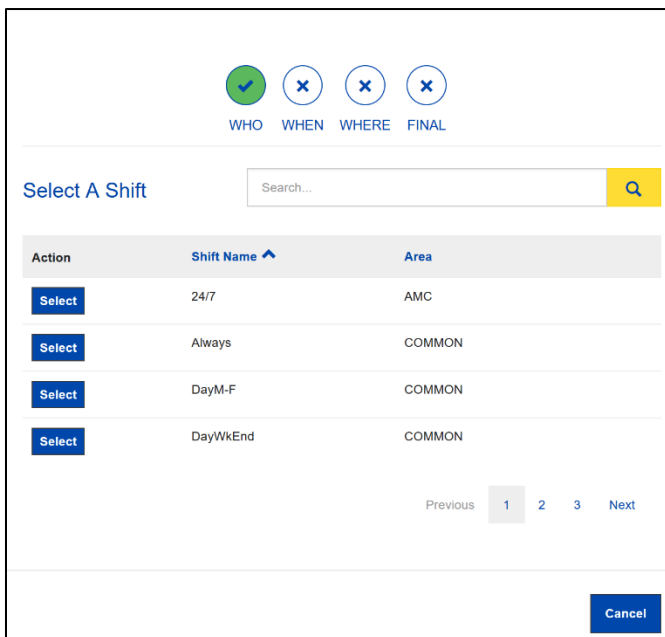 WHO WHEN WHERE FINAL
Select A Shift Search...
Action Shift Name Area
Select 24/7 AMC
Select Always COMMON
Select DayM-F COMMON
Select DayWkEnd COMMON
Previous 1 2 3 Next
Cancel